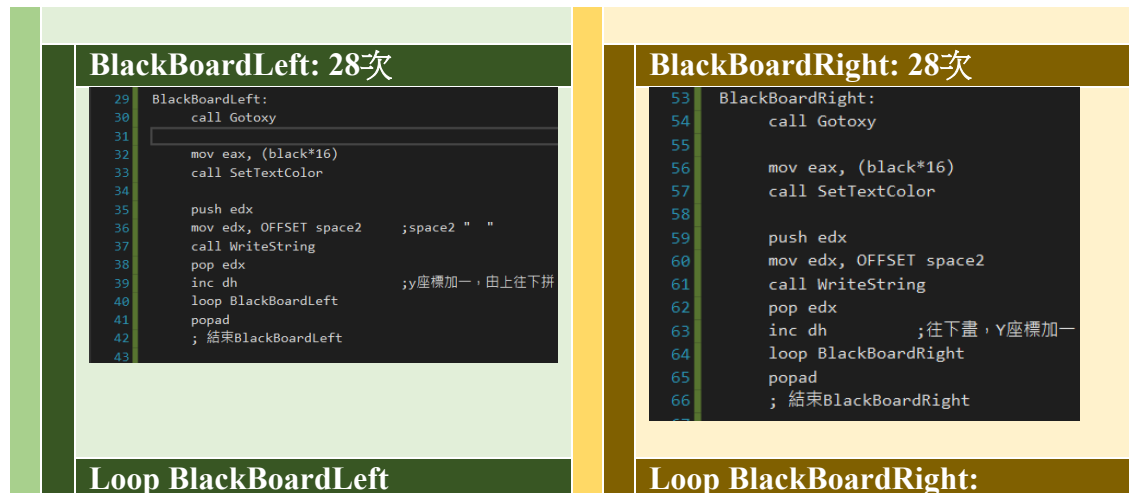 BlackBoardLeft: 28次
29 BlackBoardLeft:
30 call Gotoxy
31
32 mov eax, (black*16)
33 call SetTextColor
34
35 push edx
36 mov edx, OFFSET space2 ;space2 "  "
37 call WriteString
38 pop edx
39 inc dh ;y座標加一，由上往下拼
40 loop BlackBoardLeft
41 popad
42 ; 結束BlackBoardLeft
43
Loop BlackBoardLeft
BlackBoardRight: 28次
53 BlackBoardRight:
54 call Gotoxy
55
56 mov eax, (black*16)
57 call SetTextColor
58
59 push edx
60 mov edx, OFFSET space2
61 call WriteString
62 pop edx
63 inc dh ;往下畫，Y座標加一
64 loop BlackBoardRight
65 popad
66 ; 結束BlackBoardRight
Loop BlackBoardRight: